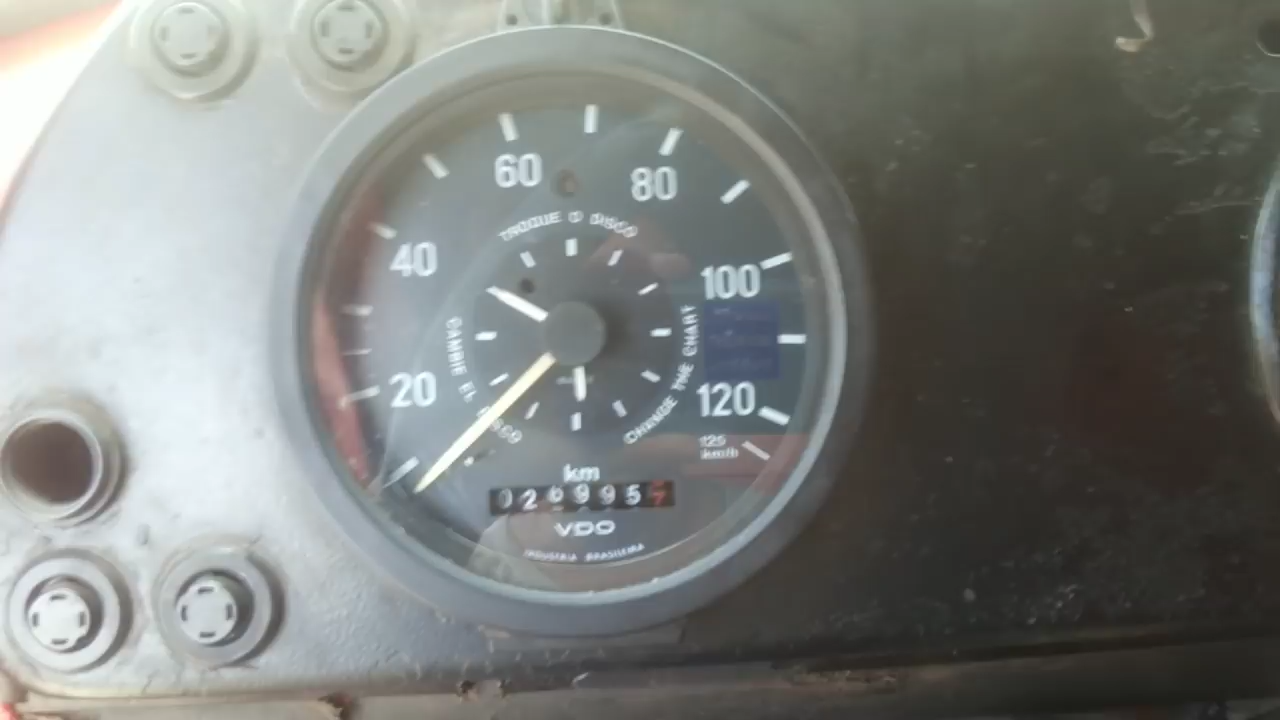 60
80
TROQUE O DISCO
40
100
CAMBIE EL DISCO
CHANGE THE CHART
20
120
125
km/h
km
0269957
VDO
INDUSTRIA BRASILEIRA